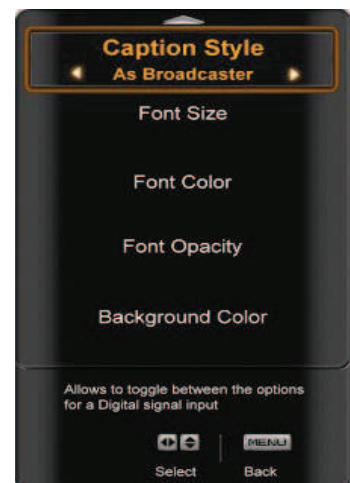 Caption Style
As Broadcaster
Font Size
Font Color
Font Opacity
Background Color
Allows to toggle between the options
for a Digital signal input
MENU
Select Back